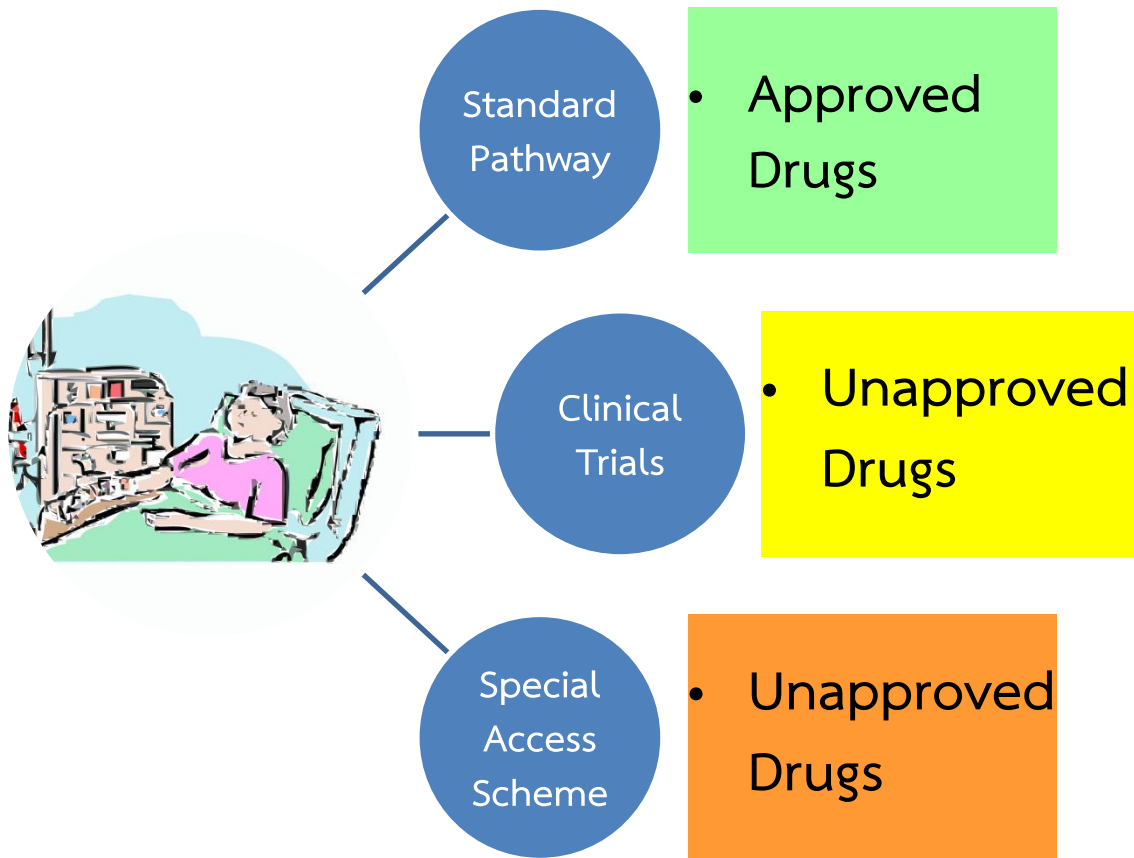 Standard
Pathway
• Approved
Drugs
Clinical
Trials
• Unapproved
Drugs
Special
Access
Scheme
• Unapproved
Drugs